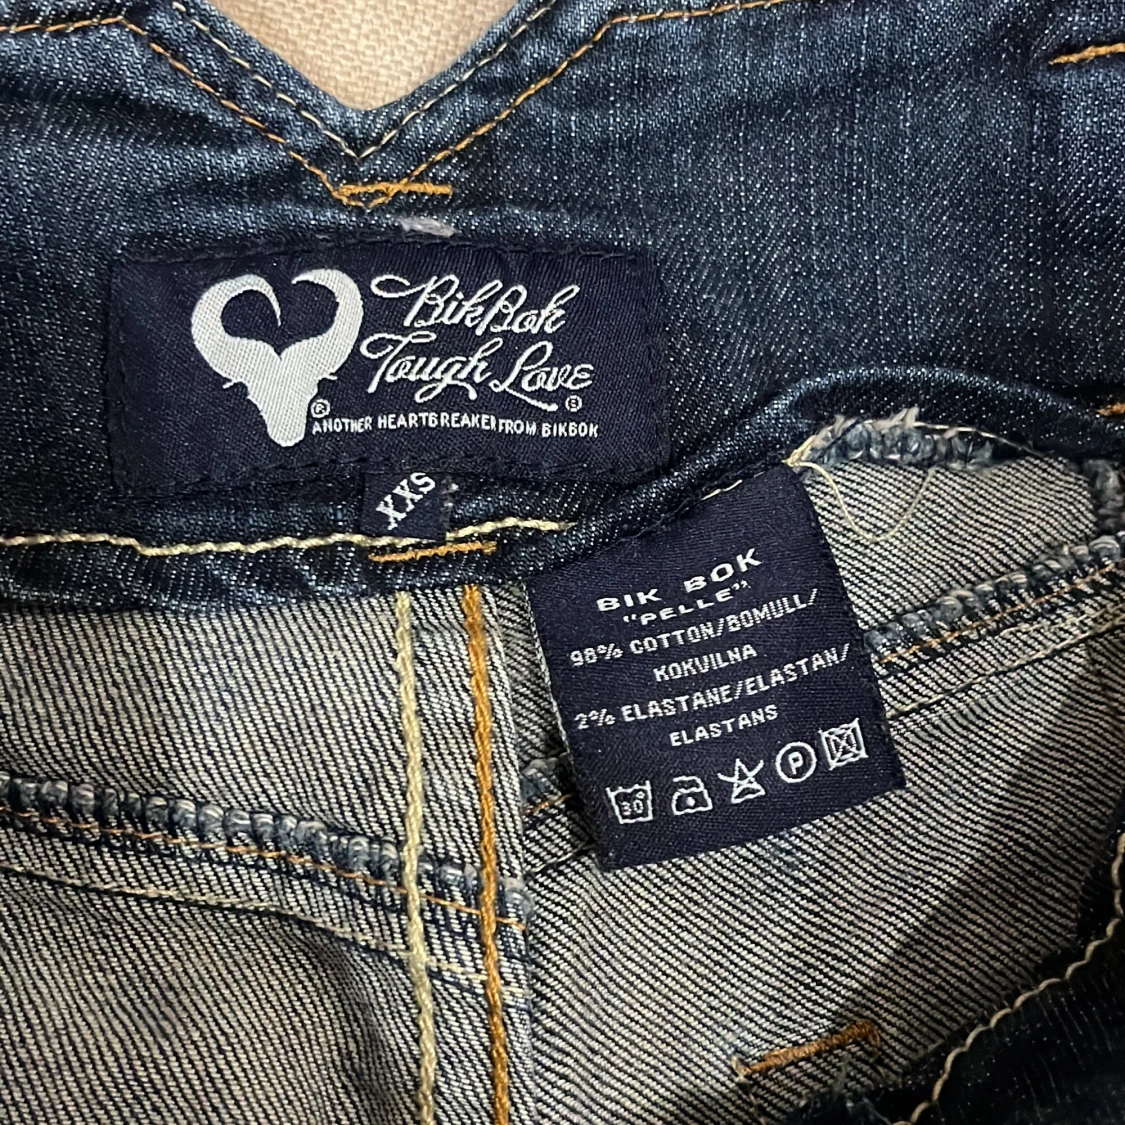 BikBok
Tough Love
®
®
ANOTHER HEARTBREAKER FROM BIKBOK
XXS
BIK BOK
"PELLE"
98% COTTON/BOMULL/
KOKVILNA
2% ELASTANE/ELASTAN/
ELASTANS
30
P